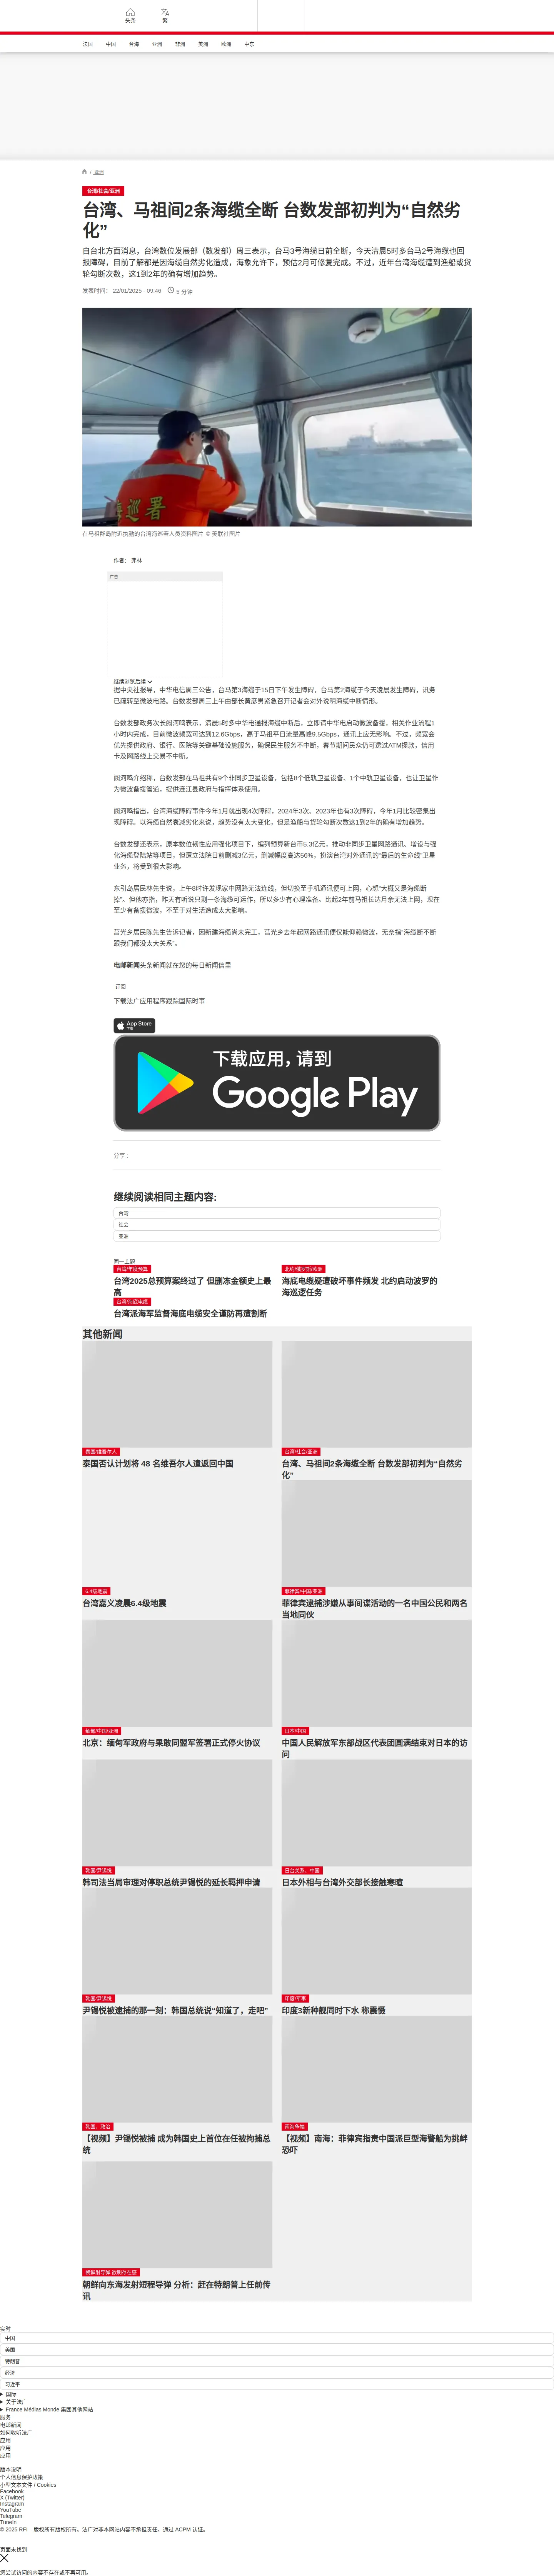 头条
繁
法国 中国 台海 亚洲 非洲 美洲 欧洲 中东
/ 亚洲
台湾/社会/亚洲
台湾、马祖间2条海缆全断 台数发部初判为“自然劣
化”
自台北方面消息，台湾数位发展部（数发部）周三表示，台马3号海缆日前全断，今天清晨5时多台马2号海缆也回
报障碍，目前了解都是因海缆自然劣化造成，海象允许下，预估2月可修复完成。不过，近年台湾海缆遭到渔船或货
轮勾断次数，这1到2年的确有增加趋势。
发表时间： 22/01/2025 - 09:46 5 分钟
海巡署
在马祖群岛附近执勤的台湾海巡署人员资料图片 © 美联社图片
作者： 弗林
广告
继续浏览后续
据中央社报导，中华电信周三公告，台马第3海缆于15日下午发生障碍，台马第2海缆于今天凌晨发生障碍，讯务
已疏转至微波电路。台数发部周三上午由部长黄彦男紧急召开记者会对外说明海缆中断情形。
台数发部政务次长阙河鸣表示，清晨5时多中华电通报海缆中断后，立即请中华电启动微波备援，相关作业流程1
小时内完成，目前微波频宽可达到12.6Gbps，高于马祖平日流量高峰9.5Gbps，通讯上应无影响。不过，频宽会
优先提供政府、银行、医院等关键基础设施服务，确保民生服务不中断，春节期间民众仍可透过ATM提款，信用
卡及网路线上交易不中断。
阙河鸣介绍称，台数发部在马祖共有9个非同步卫星设备，包括8个低轨卫星设备、1个中轨卫星设备，也让卫星作
为微波备援管道，提供连江县政府与指挥体系使用。
阙河鸣指出，台湾海缆障碍事件今年1月就出现4次障碍，2024年3次、2023年也有3次障碍，今年1月比较密集出
现障碍。以海缆自然衰减劣化来说，趋势没有太大变化，但是渔船与货轮勾断次数这1到2年的确有增加趋势。
台数发部还表示，原本数位韧性应用强化项目下，编列预算新台币5.3亿元，推动非同步卫星网路通讯、增设与强
化海缆登陆站等项目，但遭立法院日前删减3亿元，删减幅度高达56%，扮演台湾对外通讯的“最后的生命线”卫星
业务，将受到很大影响。
东引岛居民林先生说，上午8时许发现家中网路无法连线，但切换至手机通讯便可上网，心想“大概又是海缆断
掉”。但他亦指，昨天有听说只剩一条海缆可运作，所以多少有心理准备。比起2年前马祖长达月余无法上网，现在
至少有备援微波，不至于对生活造成太大影响。
莒光乡居民陈先生告诉记者，因新建海缆尚未完工，莒光乡去年起网路通讯便仅能仰赖微波，无奈指“海缆断不断
跟我们都没太大关系”。
电邮新闻头条新闻就在您的每日新闻信里
订阅
下载法广应用程序跟踪国际时事
App Store
下载
下载应用，请到
Google Play
分享 :
继续阅读相同主题内容:
台湾
社会
亚洲
同一主题
台湾/年度预算
台湾2025总预算案终过了 但删冻金额史上最
高
北约/俄罗斯/欧洲
海底电缆疑遭破坏事件频发 北约启动波罗的
海巡逻任务
台湾/海底电缆
台湾派海军监督海底电缆安全谨防再遭割断
其他新闻
泰国/维吾尔人
泰国否认计划将 48 名维吾尔人遣返回中国
台湾/社会/亚洲
台湾、马祖间2条海缆全断 台数发部初判为“自然劣
化”
6.4级地震
台湾嘉义凌晨6.4级地震
菲律宾/中国/亚洲
菲律宾逮捕涉嫌从事间谍活动的一名中国公民和两名
当地同伙
缅甸/中国/亚洲
北京：缅甸军政府与果敢同盟军签署正式停火协议
日本/中国
中国人民解放军东部战区代表团圆满结束对日本的访
问
韩国/尹锡悦
韩司法当局审理对停职总统尹锡悦的延长羁押申请
日台关系、中国
日本外相与台湾外交部长接触寒暄
韩国/尹锡悦
尹锡悦被逮捕的那一刻：韩国总统说“知道了，走吧”
印度/军事
印度3新种舰同时下水 称震慑
韩国，政治
【视频】尹锡悦被捕 成为韩国史上首位在任被拘捕总
统
南海争端
【视频】南海：菲律宾指责中国派巨型海警船为挑衅
恐吓
朝鲜射导弹 疑刷存在感
朝鲜向东海发射短程导弹 分析：赶在特朗普上任前传
讯
实时
中国
美国
特朗普
经济
习近平
国际
关于法广
France Médias Monde 集团其他网站
服务
电邮新闻
如何收听法广
应用
应用
应用
版本说明
个人信息保护政策
小型文本文件 / Cookies
Facebook
X (Twitter)
Instagram
YouTube
Telegram
TuneIn
© 2025 RFI – 版权所有版权所有。法广对非本网站内容不承担责任。通过 ACPM 认证。
页面未找到
您尝试访问的内容不存在或不再可用。